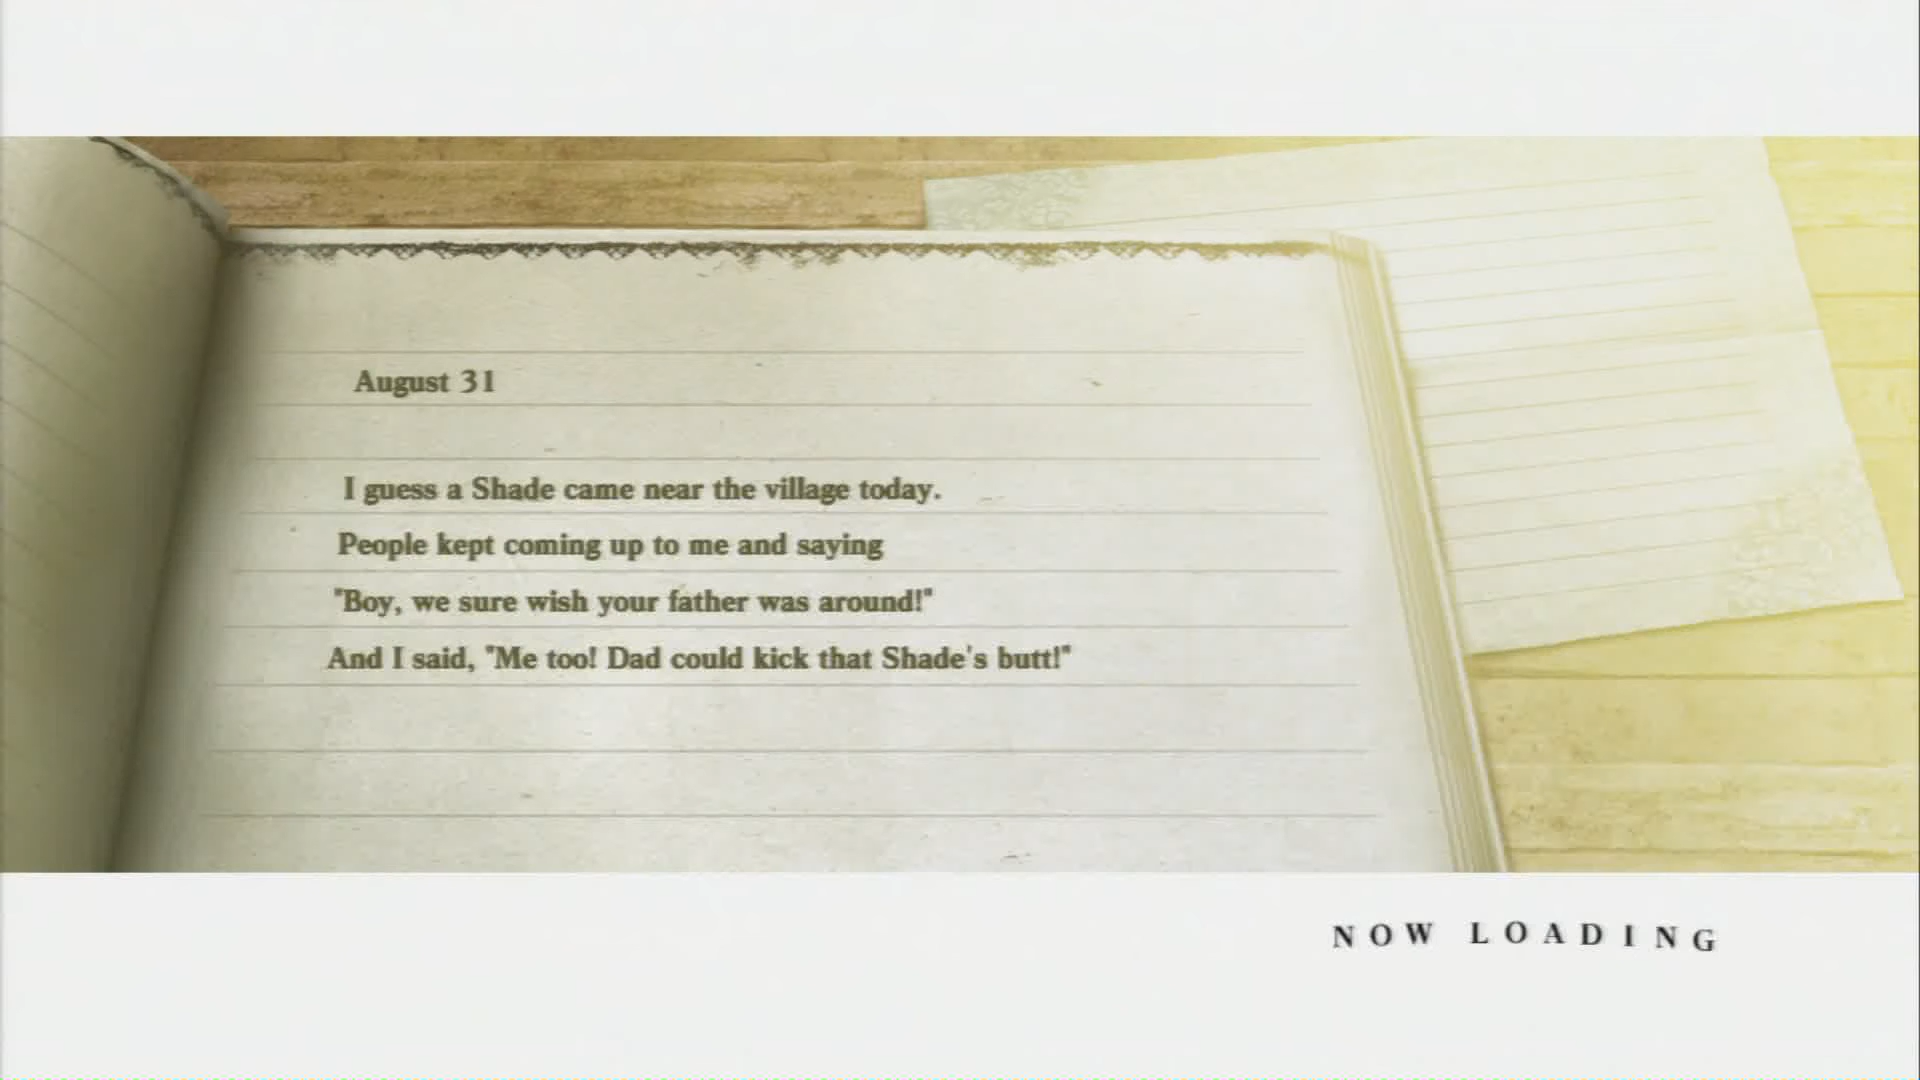 August 31
I guess a Shade came near the village today.
People kept coming up to me and saying
"Boy, we sure wish your father was around!"
And I said, "Me too! Dad could kick that Shade's butt!"
NOW LOADING